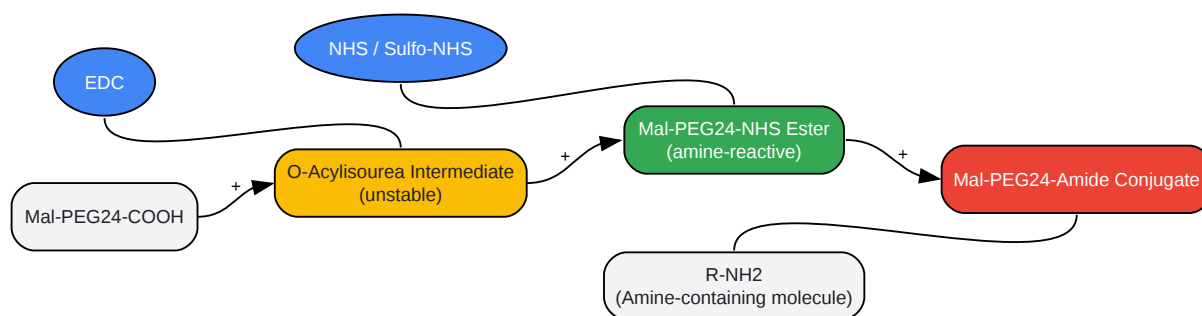 NHS / Sulfo-NHS
EDC
Mal-PEG24-NHS Ester
(amine-reactive)
+
+
O-Acylisourea Intermediate
(unstable)
Mal-PEG24-Amide Conjugate
+
Mal-PEG24-COOH
R-NH2
(Amine-containing molecule)